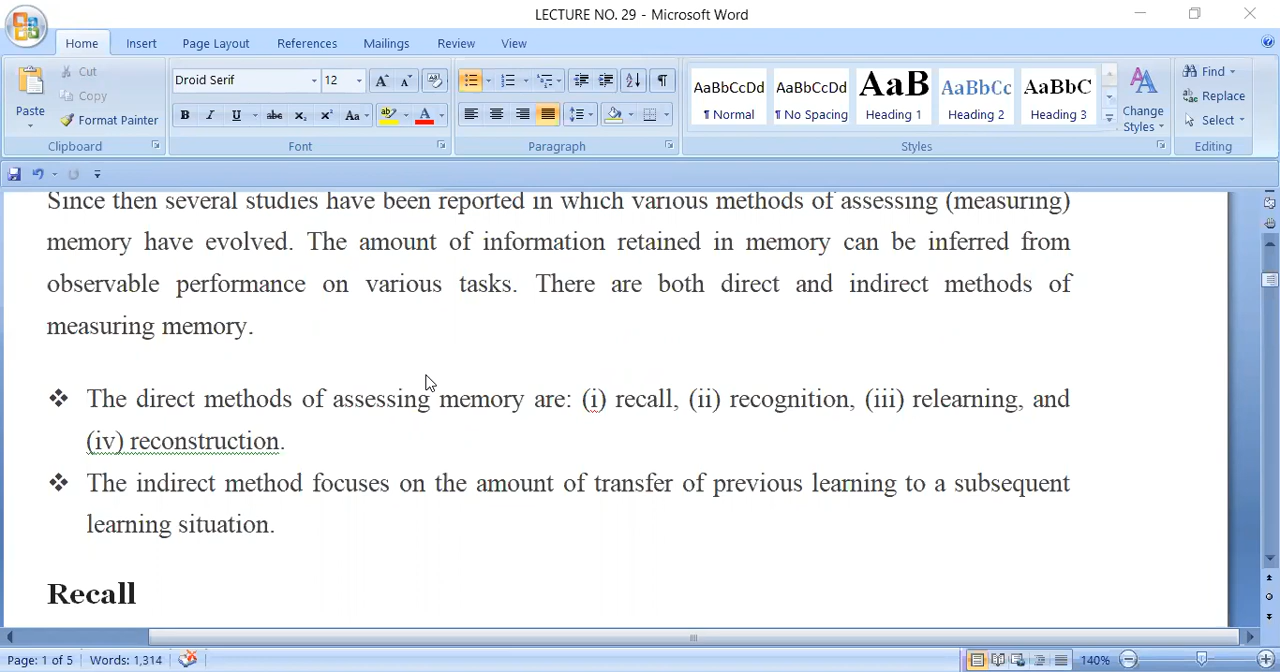 LECTURE NO. 29 - Microsoft Word
Home Insert Page Layout References Mailings Review View
Paste
Cut
Copy
Format Painter
Clipboard
Droid Serif 12
B I U abc X₂ X² Aa
Font
Paragraph
AaBbCcDd AaBbCcDd AaB AaBbCc AaBbC
¶ Normal ¶ No Spacing Heading 1 Heading 2 Heading 3
Change Styles
Styles
Find
Replace
Select
Editing
Since then several studies have been reported in which various methods of assessing (measuring)
memory have evolved. The amount of information retained in memory can be inferred from
observable performance on various tasks. There are both direct and indirect methods of
measuring memory.
❖ The direct methods of assessing memory are: (i) recall, (ii) recognition, (iii) relearning, and
(iv) reconstruction.
❖ The indirect method focuses on the amount of transfer of previous learning to a subsequent
learning situation.
Recall
Page: 1 of 5 Words: 1,314 140%